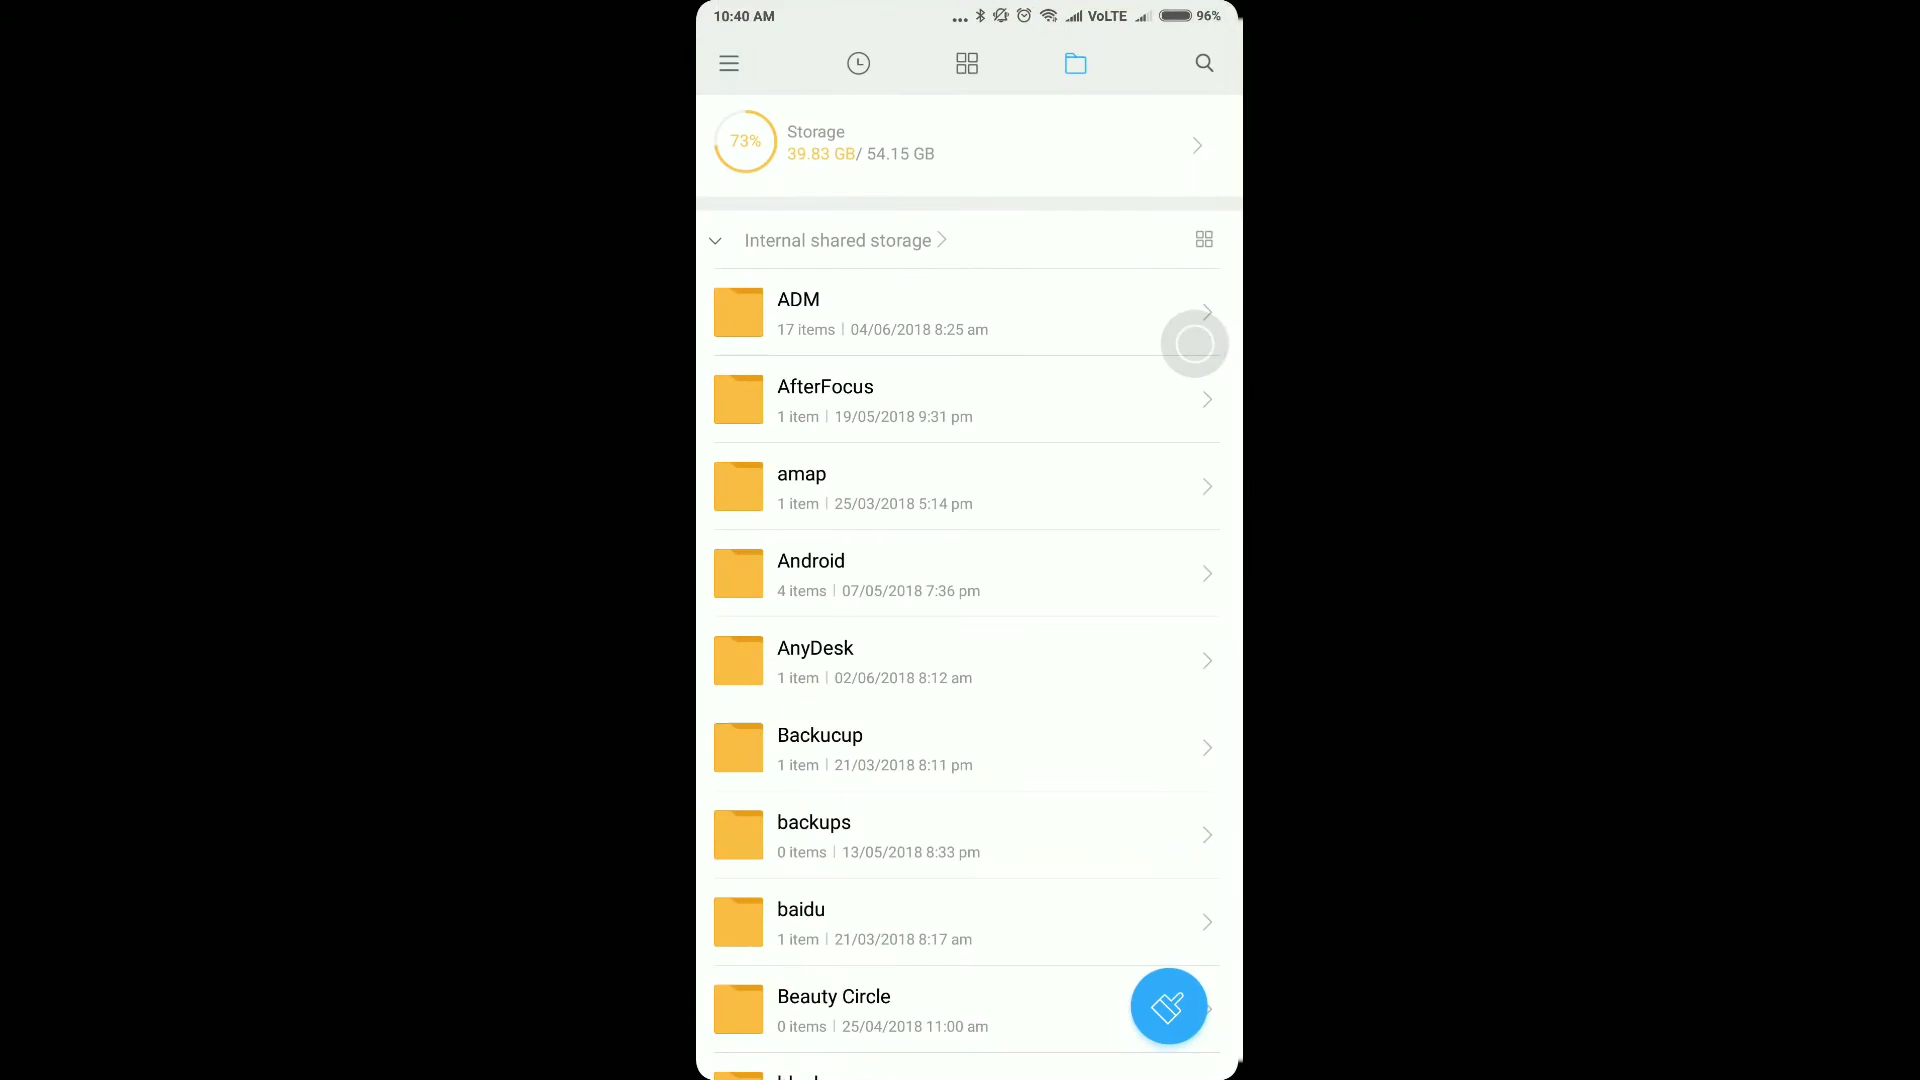 10:40 AM
VoLTE
96%
73%
Storage
39.83 GB/ 54.15 GB
Internal shared storage
ADM
17 items | 04/06/2018 8:25 am
AfterFocus
1 item | 19/05/2018 9:31 pm
amap
1 item | 25/03/2018 5:14 pm
Android
4 items | 07/05/2018 7:36 pm
AnyDesk
1 item | 02/06/2018 8:12 am
Backucup
1 item | 21/03/2018 8:11 pm
backups
0 items | 13/05/2018 8:33 pm
baidu
1 item | 21/03/2018 8:17 am
Beauty Circle
0 items | 25/04/2018 11:00 am